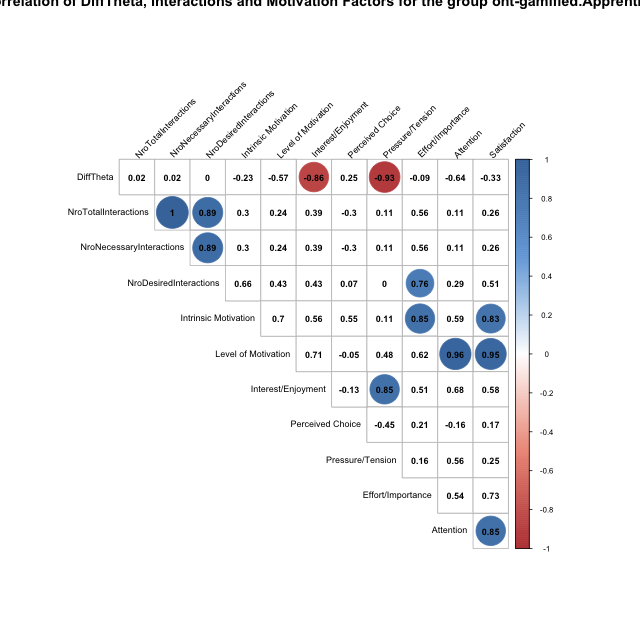 orrelation of DiffTheta, Interactions and Motivation Factors for the group ont-gamified.Apprenti
NroTotalInteractions
NroNecessaryInteractions
NroDesiredInteractions
Intrinsic Motivation
Level of Motivation
Interest/Enjoyment
Perceived Choice
Pressure/Tension
Effort/Importance
Attention
Satisfaction
DiffTheta 0.02 0.02 0 -0.23 -0.57 -0.86 0.25 -0.93 -0.09 -0.64 -0.33
NroTotalInteractions 1 0.89 0.3 0.24 0.39 -0.3 0.11 0.56 0.11 0.26
NroNecessaryInteractions 0.89 0.3 0.24 0.39 -0.3 0.11 0.56 0.11 0.26
NroDesiredInteractions 0.66 0.43 0.43 0.07 0 0.76 0.29 0.51
Intrinsic Motivation 0.7 0.56 0.55 0.11 0.85 0.59 0.83
Level of Motivation 0.71 -0.05 0.48 0.62 0.96 0.95
Interest/Enjoyment -0.13 0.85 0.51 0.68 0.58
Perceived Choice -0.45 0.21 -0.16 0.17
Pressure/Tension 0.16 0.56 0.25
Effort/Importance 0.54 0.73
Attention 0.85
1
0.8
0.6
0.4
0.2
0
-0.2
-0.4
-0.6
-0.8
-1